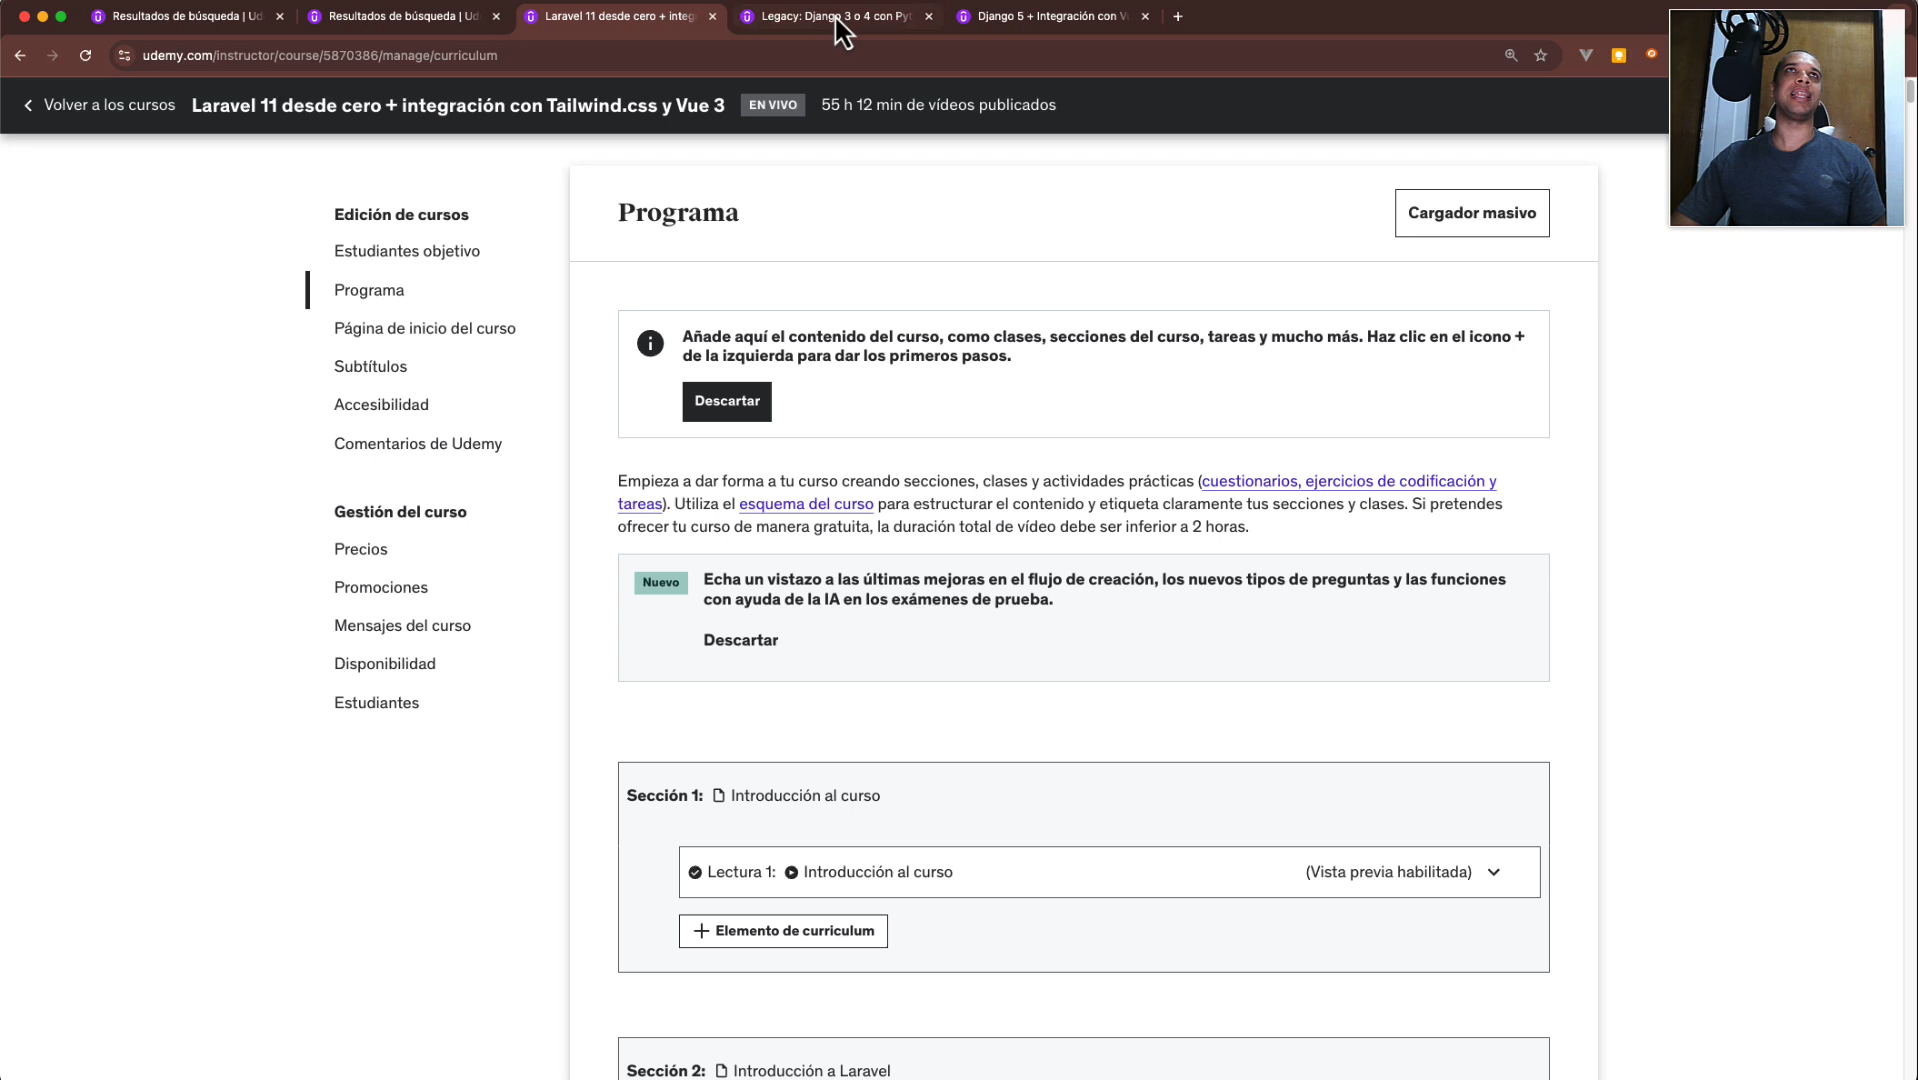 Resultados de búsqueda | Ud
Resultados de búsqueda | Ud
Laravel 11 desde cero + integ
Legacy: Django 3 o 4 con Pyt
Django 5 + Integración con V
udemy.com/instructor/course/5870386/manage/curriculum
Volver a los cursos
Laravel 11 desde cero + integración con Tailwind.css y Vue 3
EN VIVO
55 h 12 min de vídeos publicados
Edición de cursos
Estudiantes objetivo
Programa
Página de inicio del curso
Subtítulos
Accesibilidad
Comentarios de Udemy
Gestión del curso
Precios
Promociones
Mensajes del curso
Disponibilidad
Estudiantes
Programa
Cargador masivo
Añade aquí el contenido del curso, como clases, secciones del curso, tareas y mucho más. Haz clic en el icono +
de la izquierda para dar los primeros pasos.
Descartar
Empieza a dar forma a tu curso creando secciones, clases y actividades prácticas (cuestionarios, ejercicios de codificación y
tareas). Utiliza el esquema del curso para estructurar el contenido y etiqueta claramente tus secciones y clases. Si pretendes
ofrecer tu curso de manera gratuita, la duración total de vídeo debe ser inferior a 2 horas.
Nuevo
Echa un vistazo a las últimas mejoras en el flujo de creación, los nuevos tipos de preguntas y las funciones
con ayuda de la IA en los exámenes de prueba.
Descartar
Sección 1: Introducción al curso
Lectura 1: Introducción al curso (Vista previa habilitada)
Elemento de curriculum
Sección 2: Introducción a Laravel